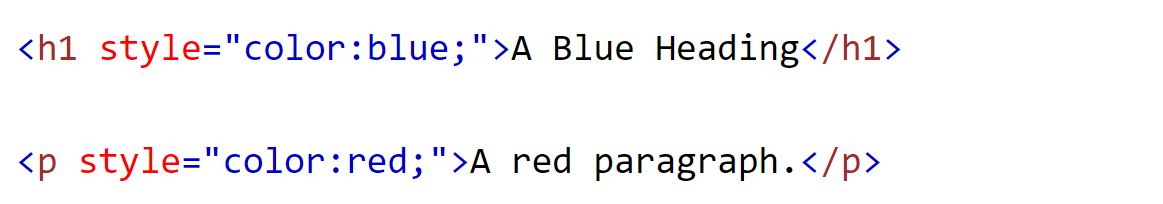 <h1 style="color:blue;">A Blue Heading</h1>
<p style="color:red;">A red paragraph.</p>